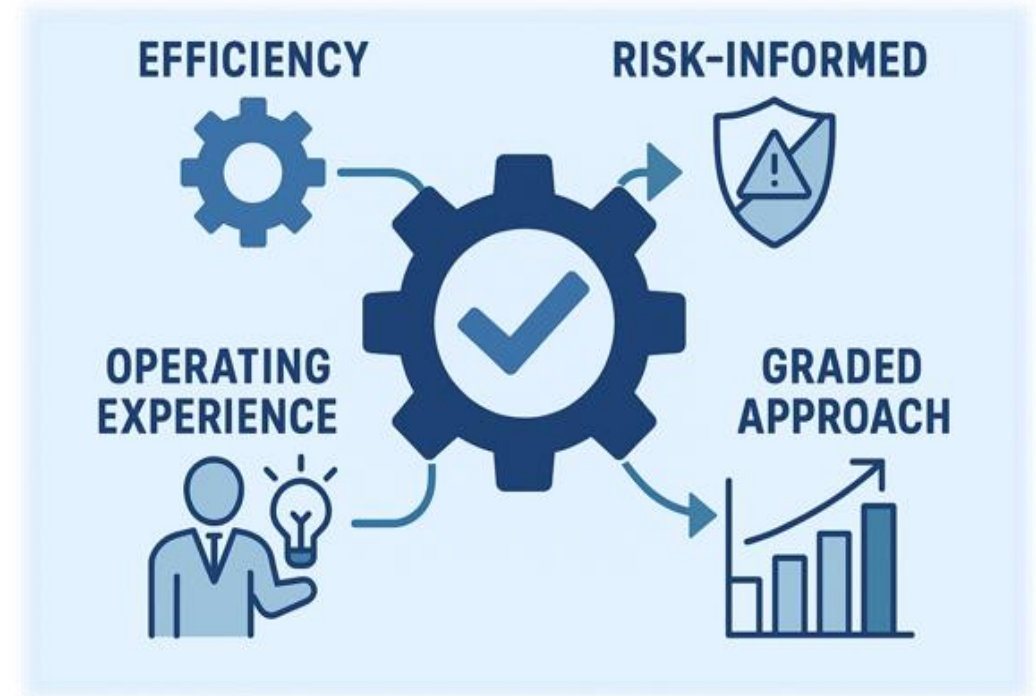 EFFICIENCY
RISK-INFORMED
OPERATING
EXPERIENCE
GRADED
APPROACH